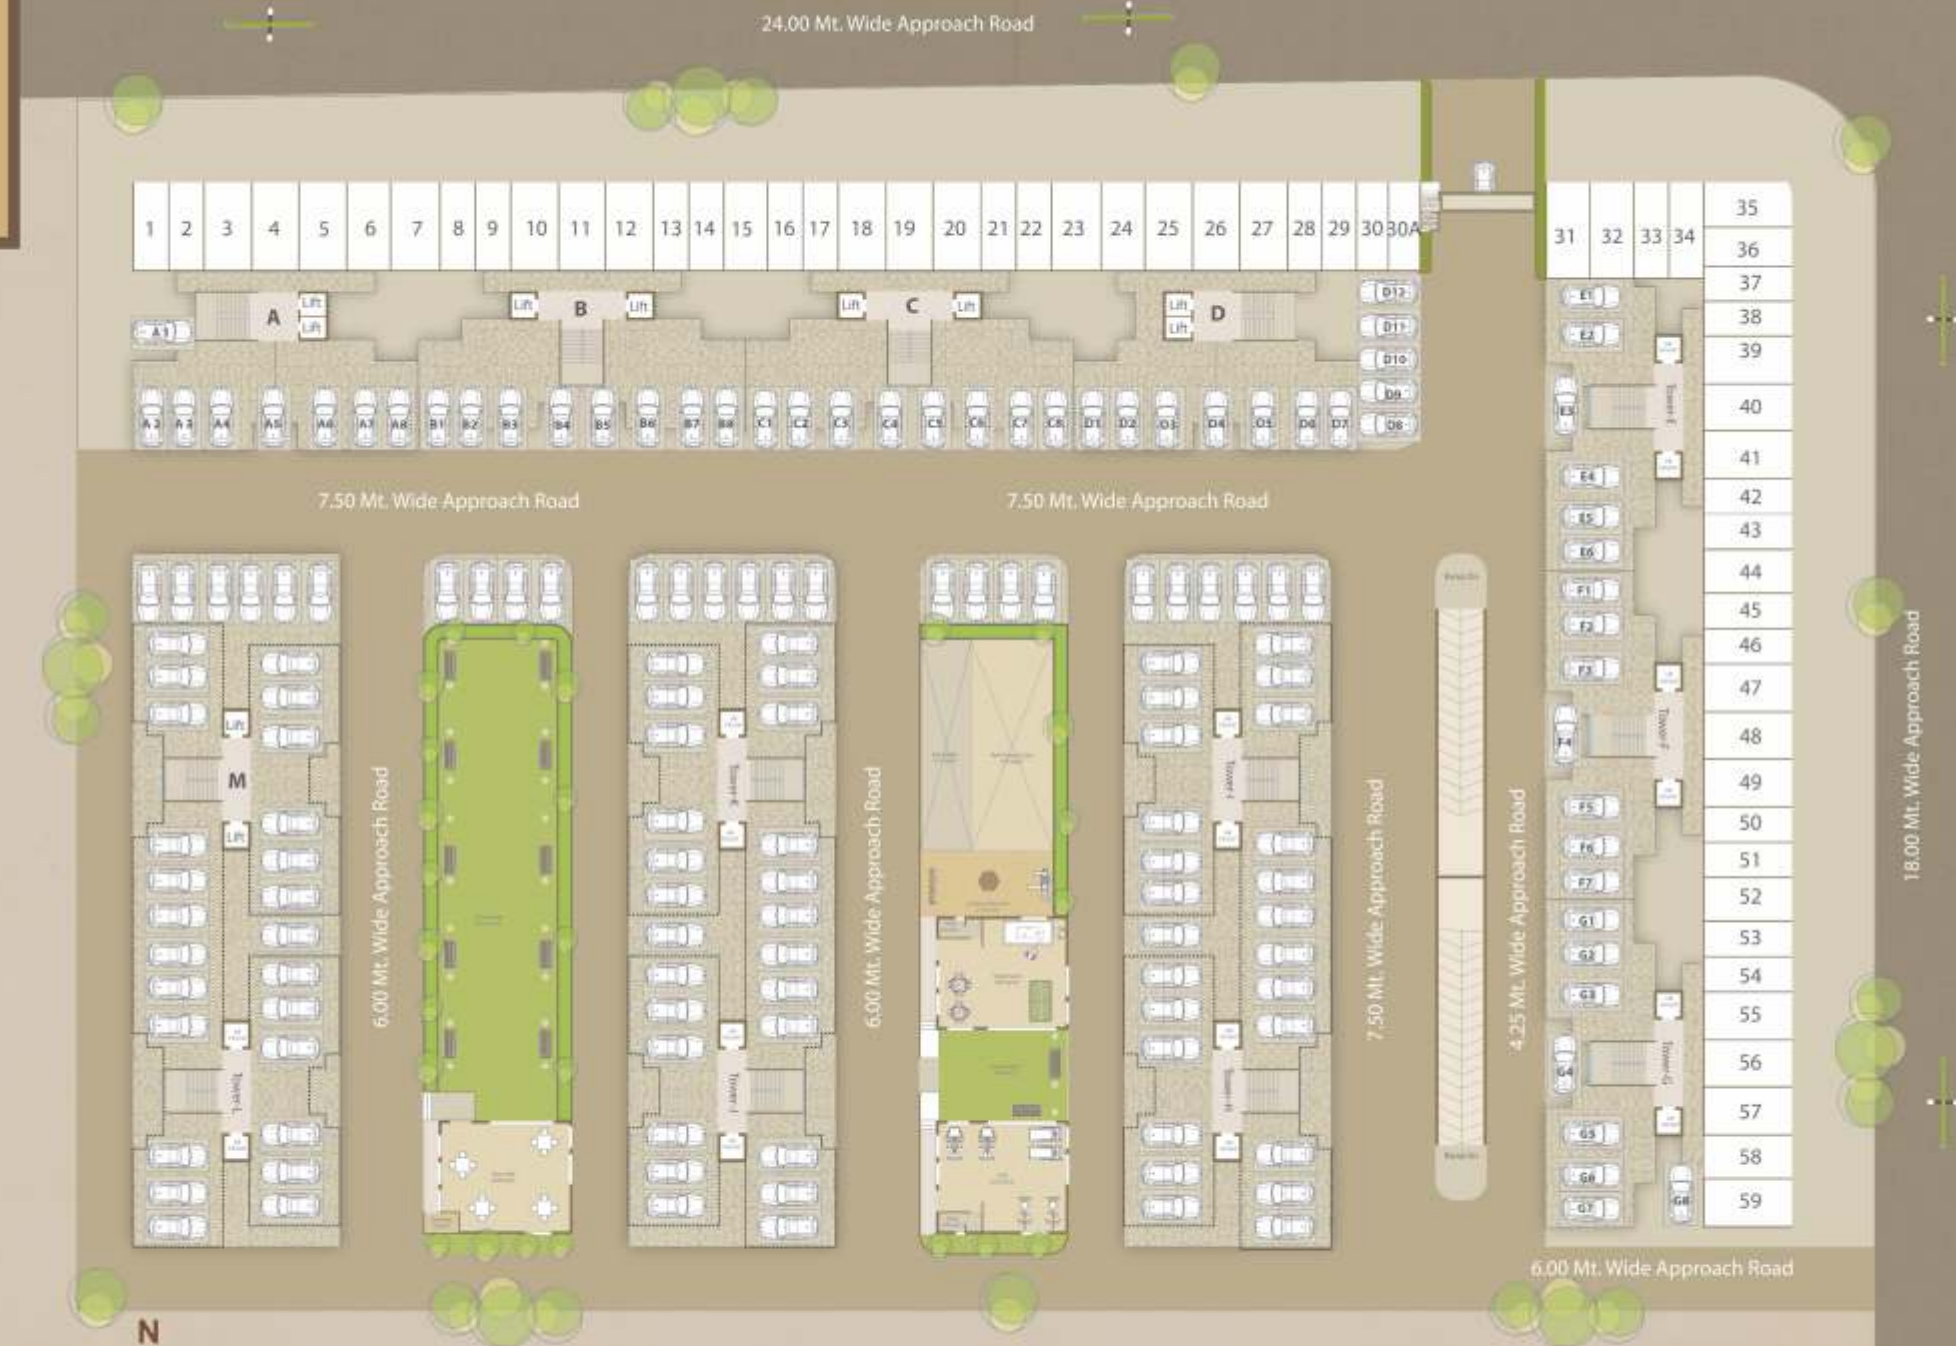 24.00 Mt. Wide Approach Road
1 2 3 4 5 6 7 8 9 10 11 12 13 14 15 16 17 18 19 20 21 22 23 24 25 26 27 28 29 30 30A
31 32 33 34
35
36
37
38
39
40
41
42
43
44
45
46
47
48
49
50
51
52
53
54
55
56
57
58
59
A Lift Lift
Lift B Lift
Lift C Lift
Lift Lift D
A1
D12
D11
D10
D9
D8
A2 A3 A4 A5 A6 A7 A8 B1 B2 B3 B4 B5 B6 B7 B8 C1 C2 C3 C4 C5 C6 C7 C8 D1 D2 D3 D4 D5 D6 D7
E1
E2
E3
Tower-E
E4
E5
E6
F1
F2
F3
F4
Tower-F
F5
F6
F7
G1
G2
G3
G4
Tower-G
G5
G6
G7
G8
7.50 Mt. Wide Approach Road
7.50 Mt. Wide Approach Road
Lift
M
Lift
Tower-L
6.00 Mt. Wide Approach Road
Tower-K
Tower-J
6.00 Mt. Wide Approach Road
Tower-I
Tower-H
7.50 Mt. Wide Approach Road
4.25 Mt. Wide Approach Road
18.00 Mt. Wide Approach Road
6.00 Mt. Wide Approach Road
N